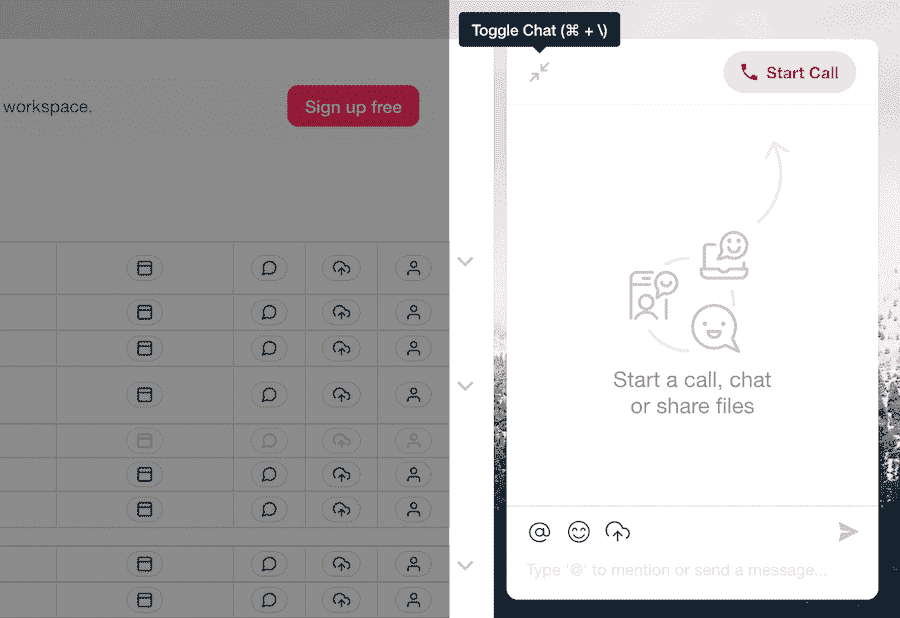 Toggle Chat (⌘ + \)
Start Call
workspace.
Sign up free
Start a call, chat
or share files
Type '@' to mention or send a message...